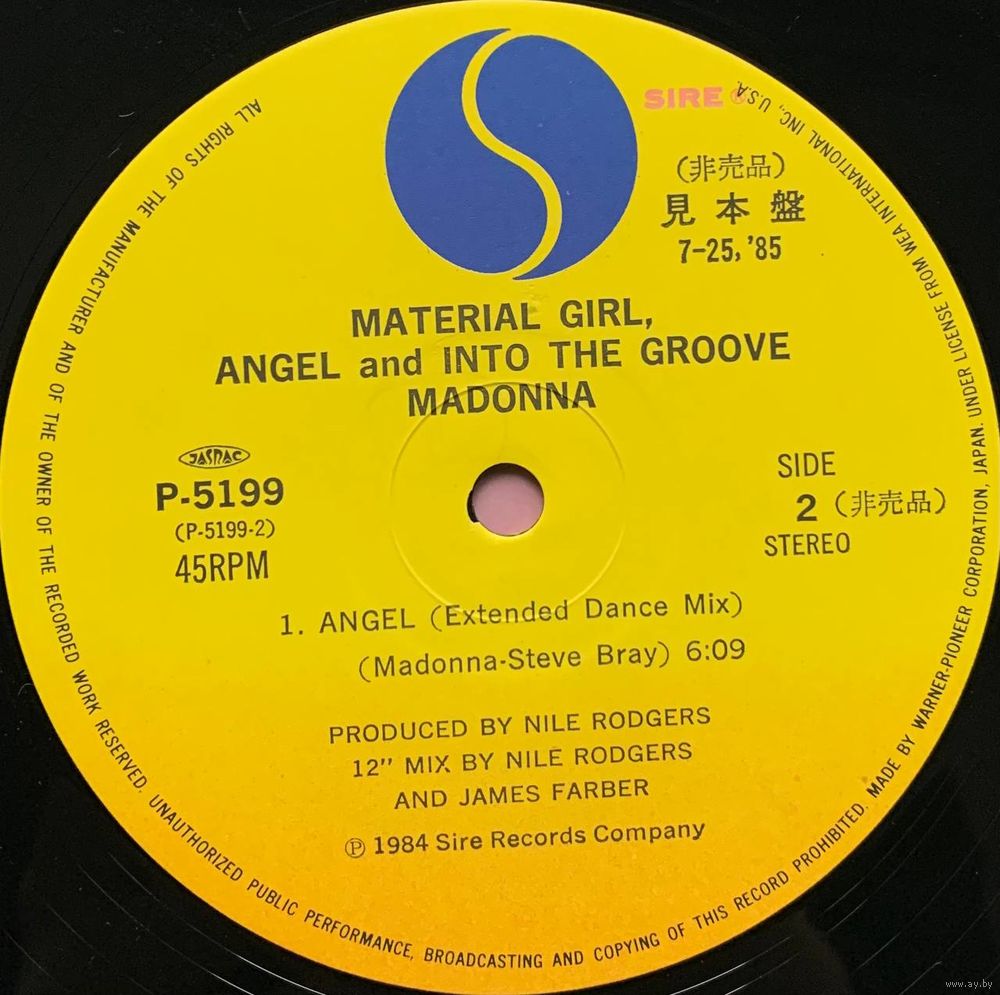 SIRE ®
(非売品)
見本盤
7-25, '85
MATERIAL GIRL,
ANGEL and INTO THE GROOVE
MADONNA
JASRAC
P-5199
(P-5199-2)
45RPM
SIDE
2 (非売品)
STEREO
1. ANGEL (Extended Dance Mix)
(Madonna-Steve Bray) 6:09
PRODUCED BY NILE RODGERS
12" MIX BY NILE RODGERS
AND JAMES FARBER
Ⓟ 1984 Sire Records Company
ALL RIGHTS OF THE MANUFACTURER AND OF THE OWNER OF THE RECORDED WORK RESERVED. UNAUTHORIZED PUBLIC PERFORMANCE, BROADCASTING AND COPYING OF THIS RECORD PROHIBITED. MADE BY WARNER-PIONEER CORPORATION, JAPAN. UNDER LICENSE FROM WEA INTERNATIONAL INC., U.S.A.
www.ay.by